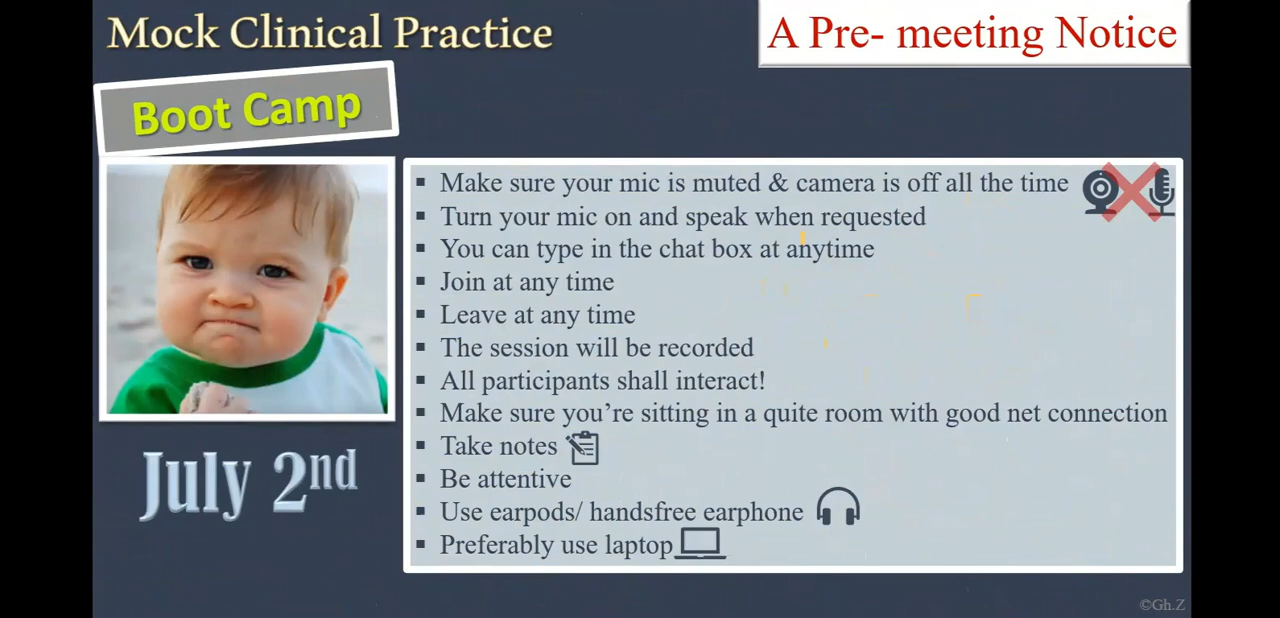 Mock Clinical Practice
A Pre- meeting Notice
Boot Camp
▪ Make sure your mic is muted & camera is off all the time
▪ Turn your mic on and speak when requested
▪ You can type in the chat box at anytime
▪ Join at any time
▪ Leave at any time
▪ The session will be recorded
▪ All participants shall interact!
▪ Make sure you’re sitting in a quite room with good net connection
▪ Take notes
▪ Be attentive
▪ Use earpods/ handsfree earphone
▪ Preferably use laptop
July 2nd
©Gh.Z